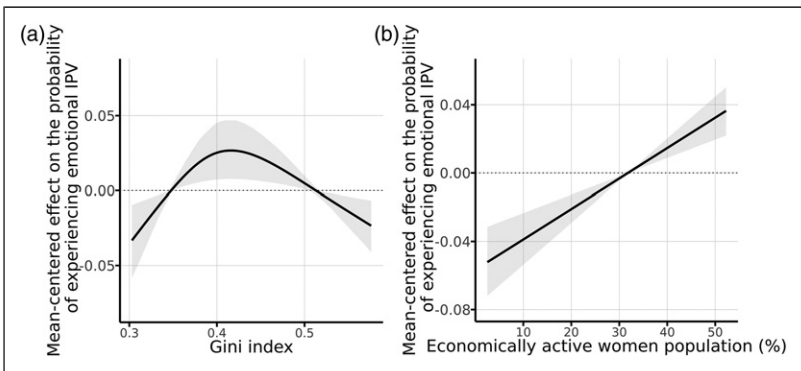 (a)
Mean-centered effect on the probability
of experiencing emotional IPV
0.05
0.00
-0.05
0.3
0.4
0.5
Gini index
(b)
Mean-centered effect on the probability
of experiencing emotional IPV
0.04
0.00
-0.04
-0.08
10
20
30
40
50
Economically active women population (%)